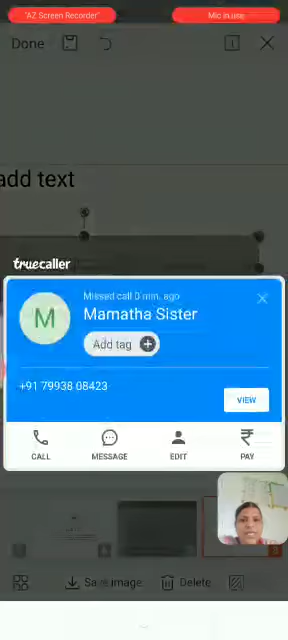 "AZ Screen Recorder"
Mic in use
Done
add text
truecaller
Missed call 0 min. ago
Mamatha Sister
Add tag
+91 79938 08423
VIEW
CALL
MESSAGE
EDIT
PAY
Save image
Delete